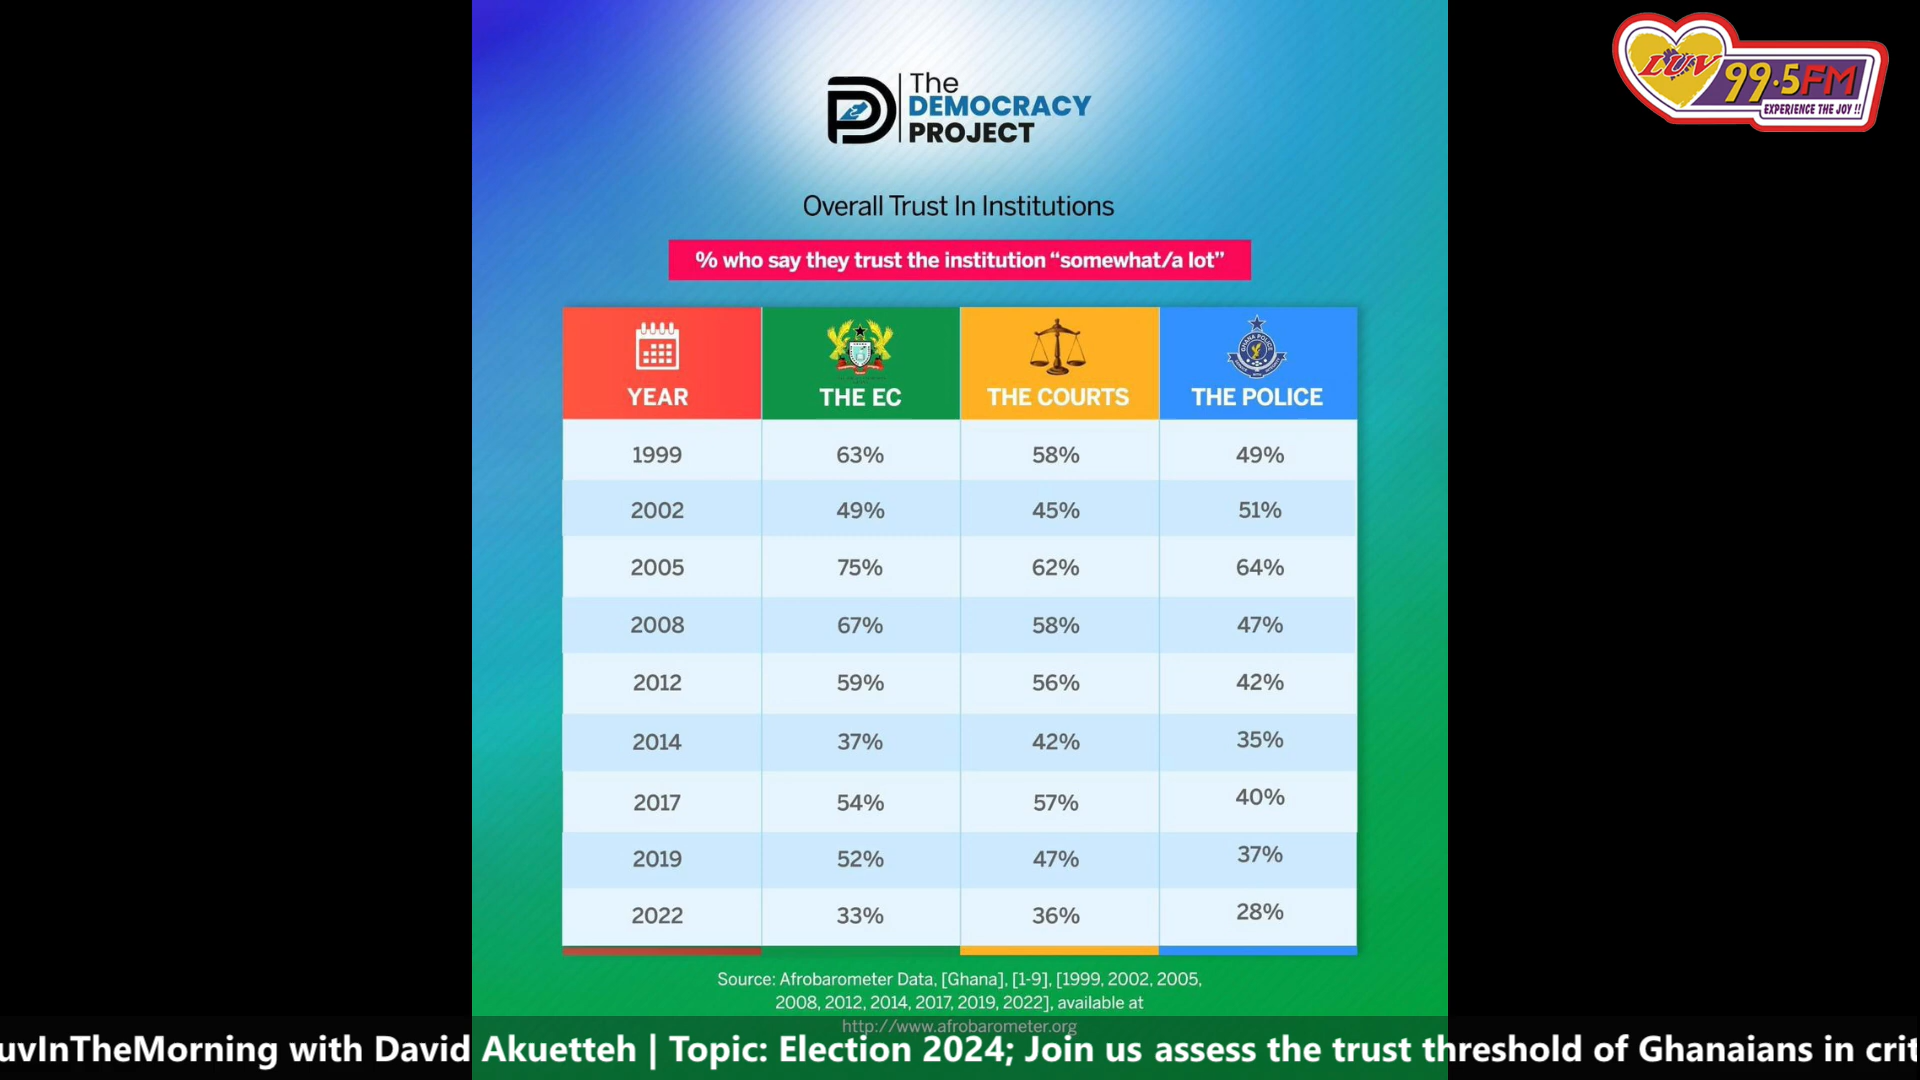 The
DEMOCRACY
PROJECT
LUV 99.5FM
EXPERIENCE THE JOY !!
Overall Trust In Institutions
% who say they trust the institution “somewhat/a lot”
GHANA POLICE
YEAR THE EC THE COURTS THE POLICE
1999 63% 58% 49%
2002 49% 45% 51%
2005 75% 62% 64%
2008 67% 58% 47%
2012 59% 56% 42%
2014 37% 42% 35%
2017 54% 57% 40%
2019 52% 47% 37%
2022 33% 36% 28%
Source: Afrobarometer Data, [Ghana], [1-9], [1999, 2002, 2005,
2008, 2012, 2014, 2017, 2019, 2022], available at
http://www.afrobarometer.org
uvInTheMorning with David Akuetteh | Topic: Election 2024; Join us assess the trust threshold of Ghanaians in crit